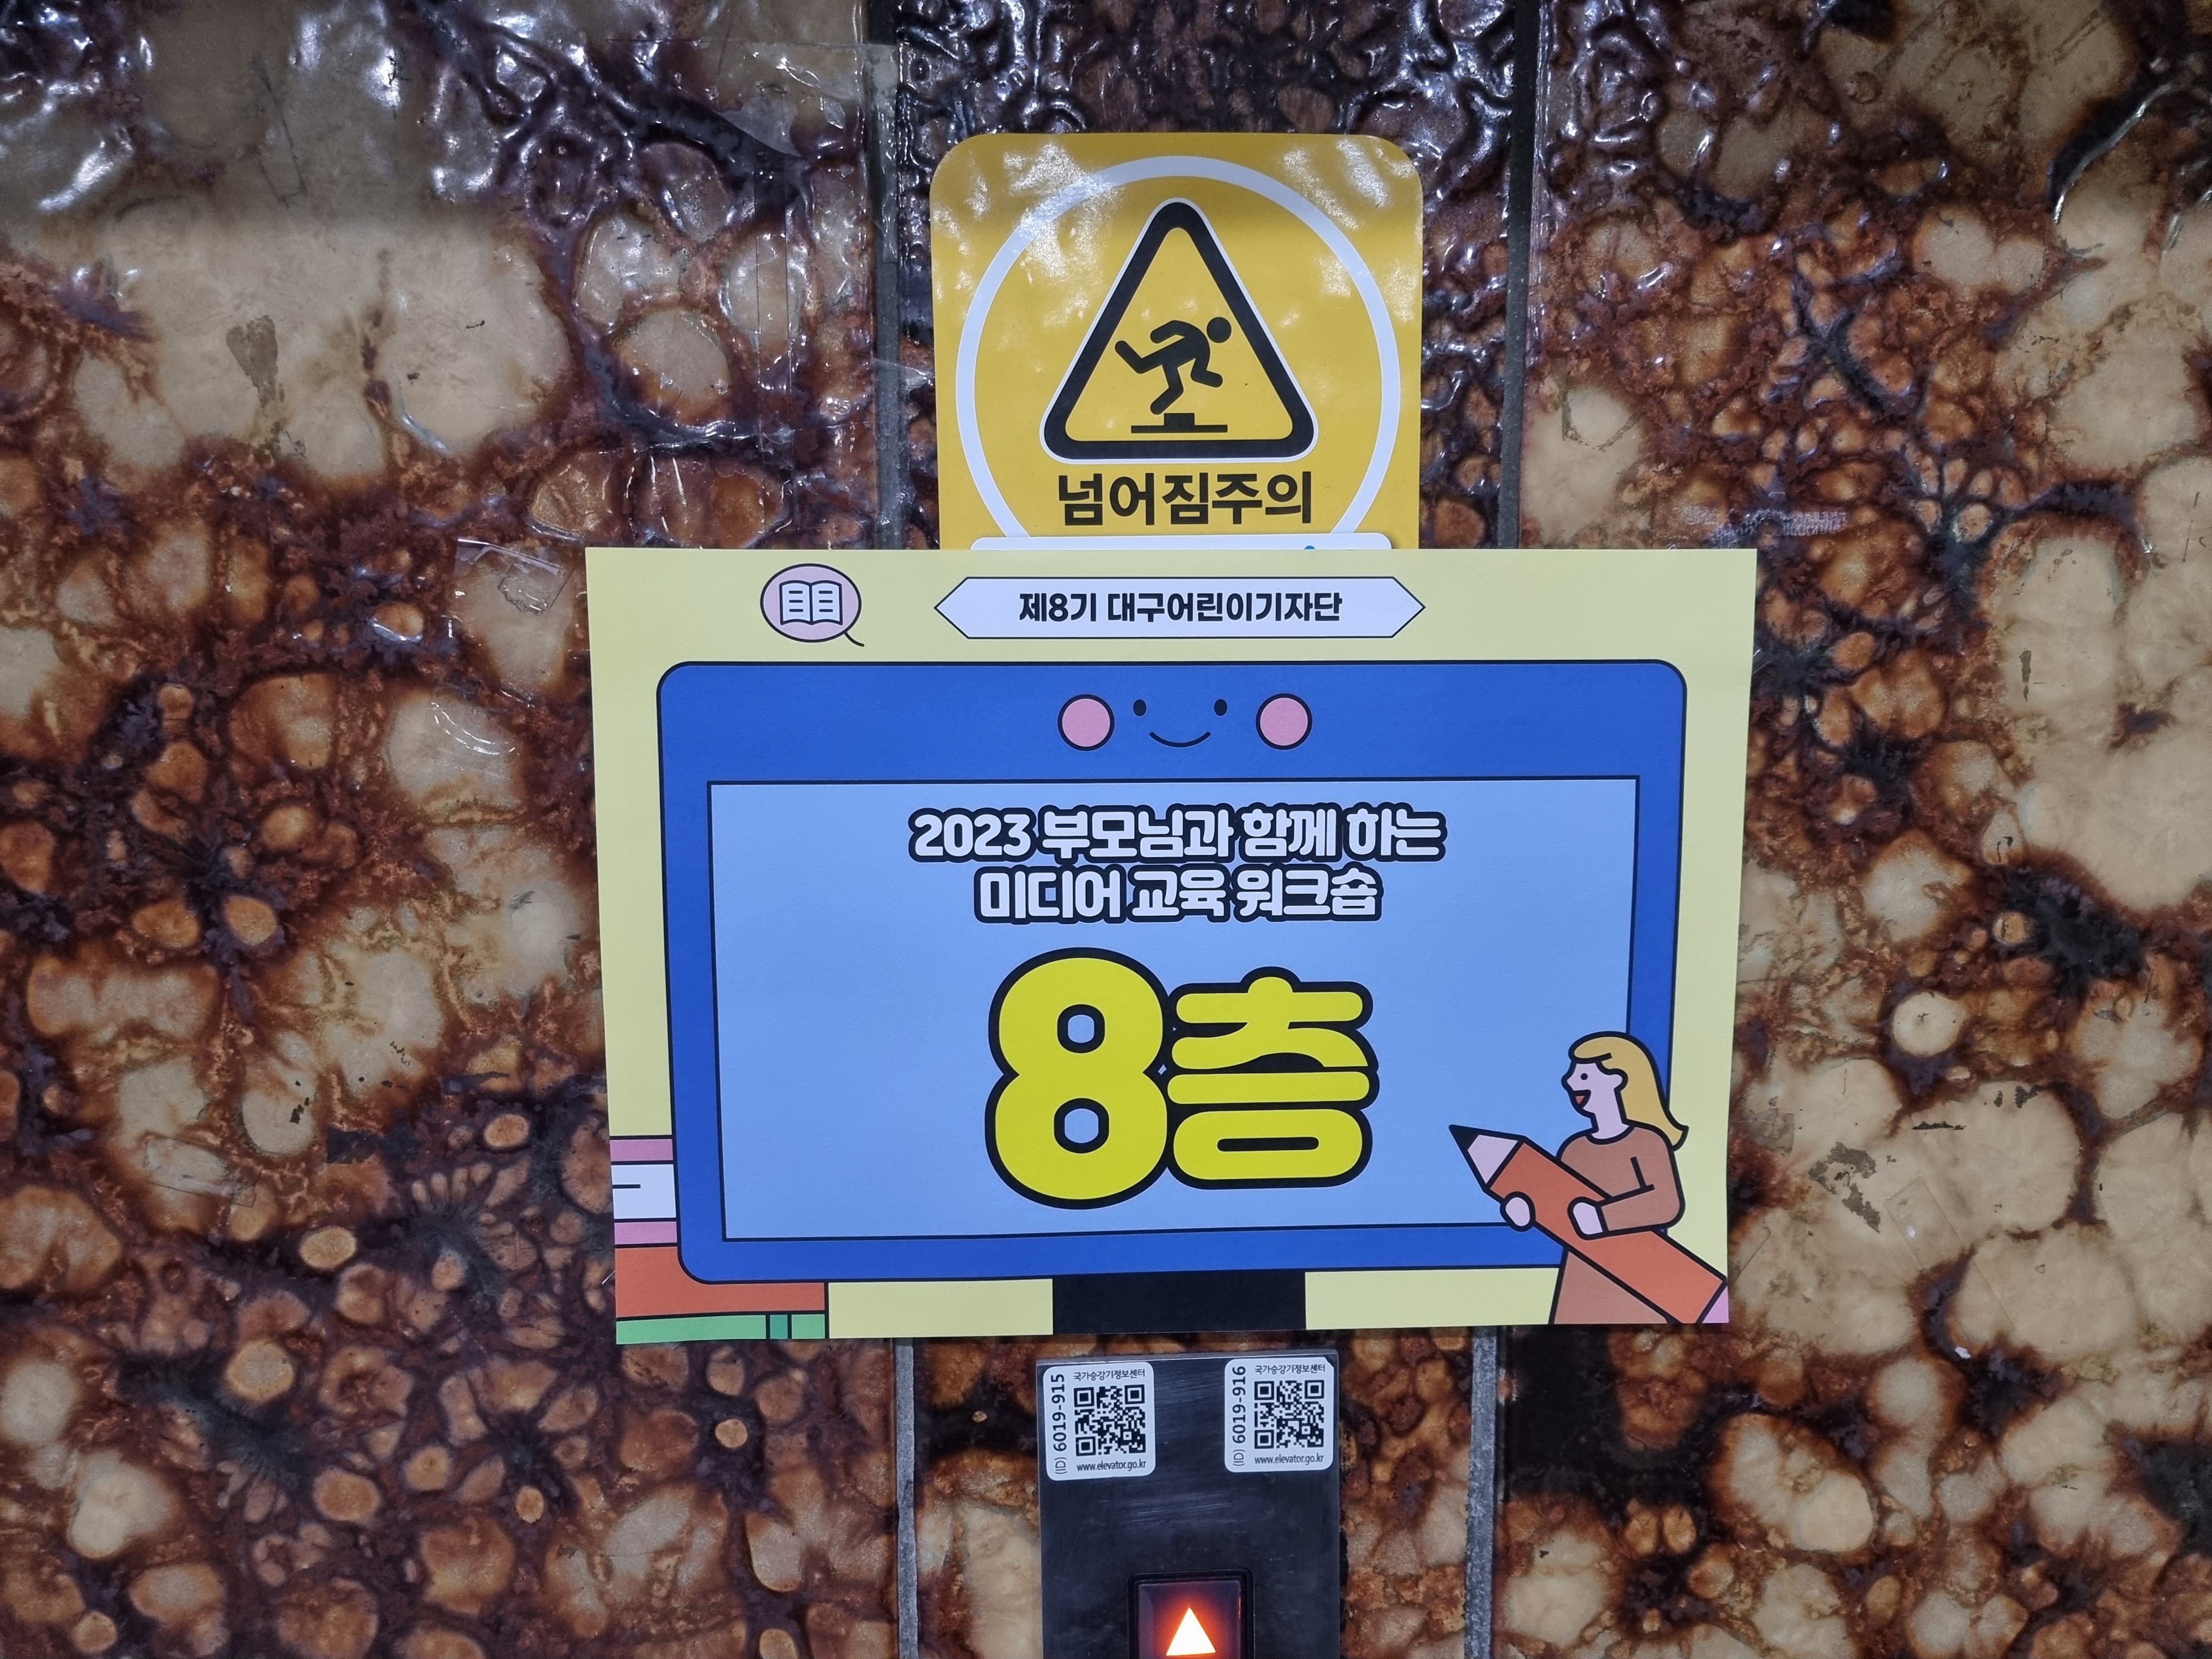 넘어짐주의
제8기 대구어린이기자단
2023 부모님과 함께 하는
미디어 교육 워크숍
8층
국가승강기정보센터
(ID) 6019-915
www.elevator.go.kr
국가승강기정보센터
(ID) 6019-916
www.elevator.go.kr